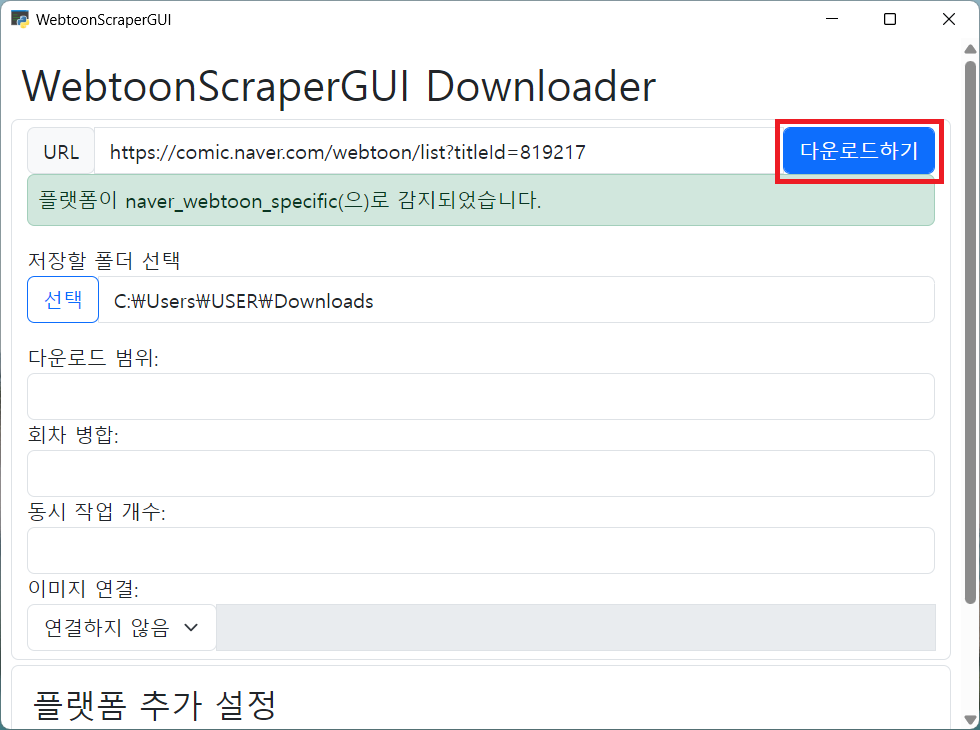 WebtoonScraperGUI
WebtoonScraperGUI Downloader
URL https://comic.naver.com/webtoon/list?titleId=819217 다운로드하기
플랫폼이 naver_webtoon_specific(으)로 감지되었습니다.
저장할 폴더 선택
선택 C:₩Users₩USER₩Downloads
다운로드 범위:
회차 병합:
동시 작업 개수:
이미지 연결:
연결하지 않음
플랫폼 추가 설정